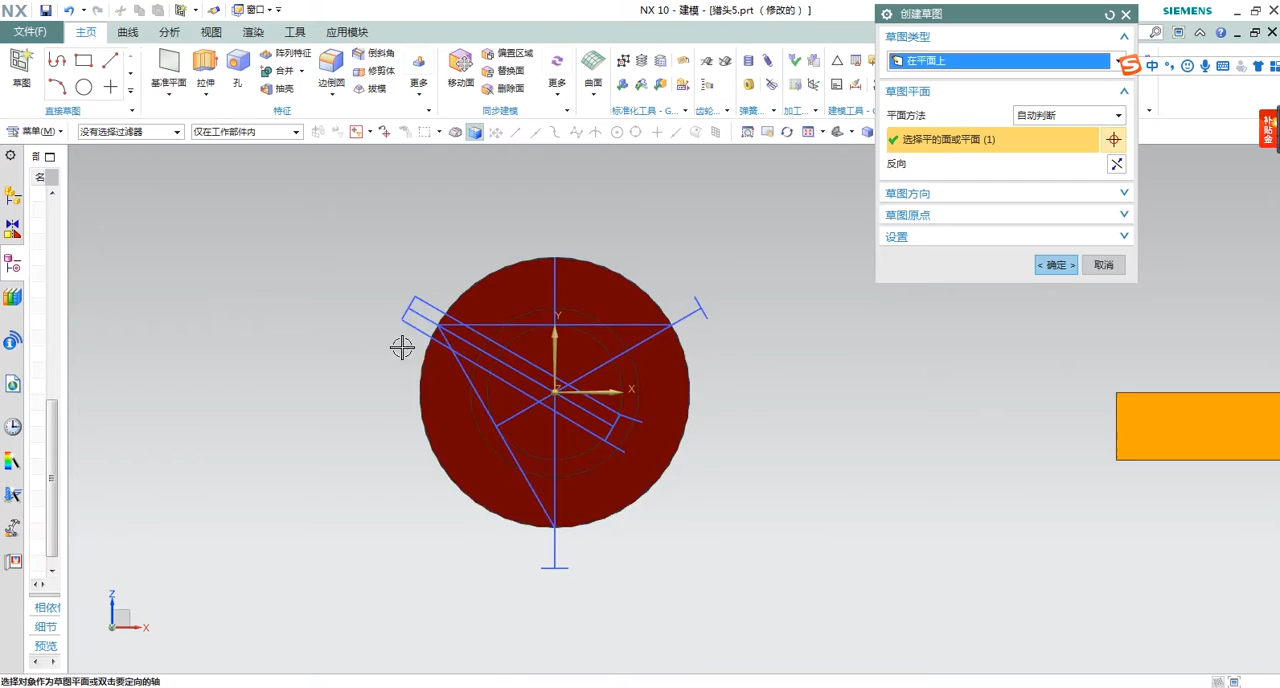 NX
窗口
NX 10 - 建模 - [猎头5.prt （修改的）]
SIEMENS
文件(F)
主页
曲线
分析
视图
渲染
工具
应用模块
草图
直接草图
基准平面
拉伸
孔
阵列特征
合并
抽壳
边倒圆
倒斜角
修剪体
拔模
更多
特征
移动面
偏置区域
替换面
删除面
更多
同步建模
曲面
标准化工具 - G...
齿轮...
弹簧...
加工...
建模工具 - G
菜单(M)
没有选择过滤器
仅在工作部件内
部
名
相依性
细节
预览
创建草图
草图类型
在平面上
草图平面
平面方法
自动判断
选择平的面或平面 (1)
反向
草图方向
草图原点
设置
< 确定 >
取消
中
补贴金
Y
X
Z
Z
X
选择对象作为草图平面或双击要定向的轴